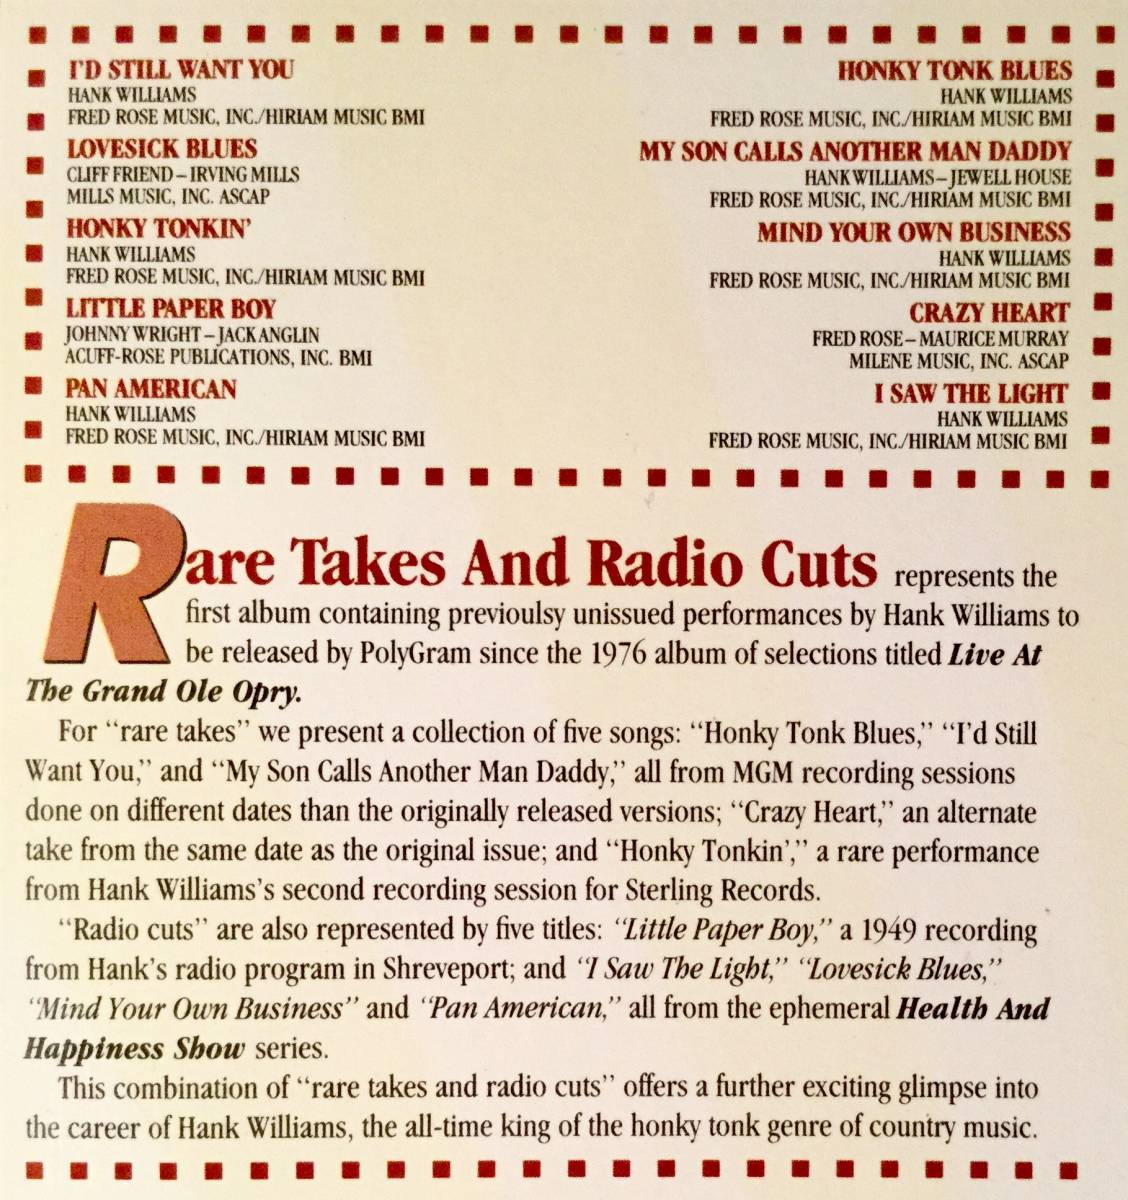 I'D STILL WANT YOU
HANK WILLIAMS
FRED ROSE MUSIC, INC./HIRIAM MUSIC BMI
LOVESICK BLUES
CLIFF FRIEND – IRVING MILLS
MILLS MUSIC, INC. ASCAP
HONKY TONKIN'
HANK WILLIAMS
FRED ROSE MUSIC, INC./HIRIAM MUSIC BMI
LITTLE PAPER BOY
JOHNNY WRIGHT – JACK ANGLIN
ACUFF-ROSE PUBLICATIONS, INC. BMI
PAN AMERICAN
HANK WILLIAMS
FRED ROSE MUSIC, INC./HIRIAM MUSIC BMI
HONKY TONK BLUES
HANK WILLIAMS
FRED ROSE MUSIC, INC./HIRIAM MUSIC BMI
MY SON CALLS ANOTHER MAN DADDY
HANK WILLIAMS – JEWELL HOUSE
FRED ROSE MUSIC, INC./HIRIAM MUSIC BMI
MIND YOUR OWN BUSINESS
HANK WILLIAMS
FRED ROSE MUSIC, INC./HIRIAM MUSIC BMI
CRAZY HEART
FRED ROSE – MAURICE MURRAY
MILENE MUSIC, INC. ASCAP
I SAW THE LIGHT
HANK WILLIAMS
FRED ROSE MUSIC, INC./HIRIAM MUSIC BMI
Rare Takes And Radio Cuts represents the
first album containing previoulsy unissued performances by Hank Williams to
be released by PolyGram since the 1976 album of selections titled Live At
The Grand Ole Opry.
For “rare takes” we present a collection of five songs: “Honky Tonk Blues,” “I'd Still
Want You,” and “My Son Calls Another Man Daddy,” all from MGM recording sessions
done on different dates than the originally released versions; “Crazy Heart,” an alternate
take from the same date as the original issue; and “Honky Tonkin',” a rare performance
from Hank Williams's second recording session for Sterling Records.
“Radio cuts” are also represented by five titles: “Little Paper Boy,” a 1949 recording
from Hank's radio program in Shreveport; and “I Saw The Light,” “Lovesick Blues,”
“Mind Your Own Business” and “Pan American,” all from the ephemeral Health And
Happiness Show series.
This combination of “rare takes and radio cuts” offers a further exciting glimpse into
the career of Hank Williams, the all-time king of the honky tonk genre of country music.